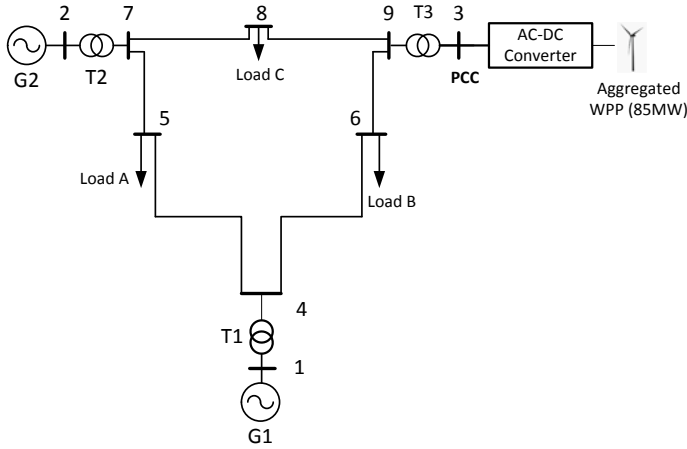 2
7
8
9
T3
3
AC-DC
Converter
G2
T2
Load C
PCC
Aggregated
WPP (85MW)
5
6
Load A
Load B
4
T1
1
G1